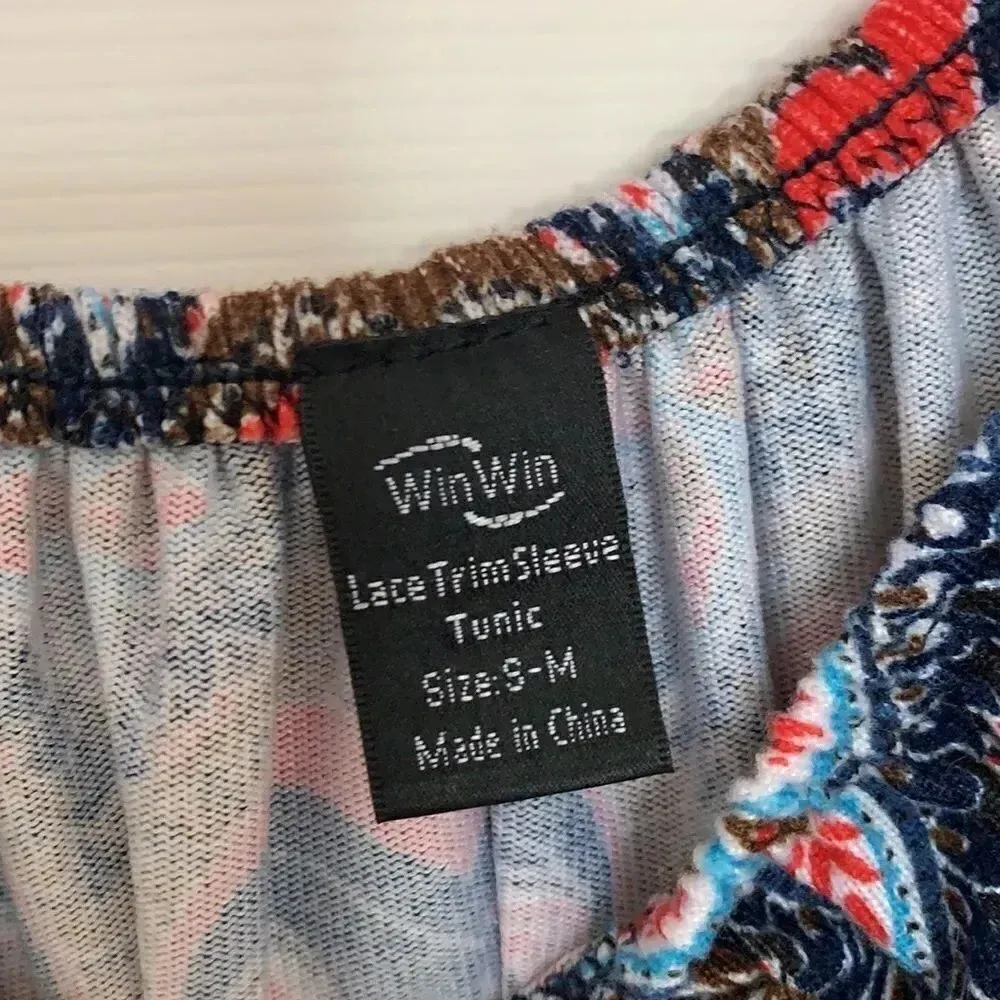 WinWin
Lace Trim Sleeve
Tunic
Size:S-M
Made in China